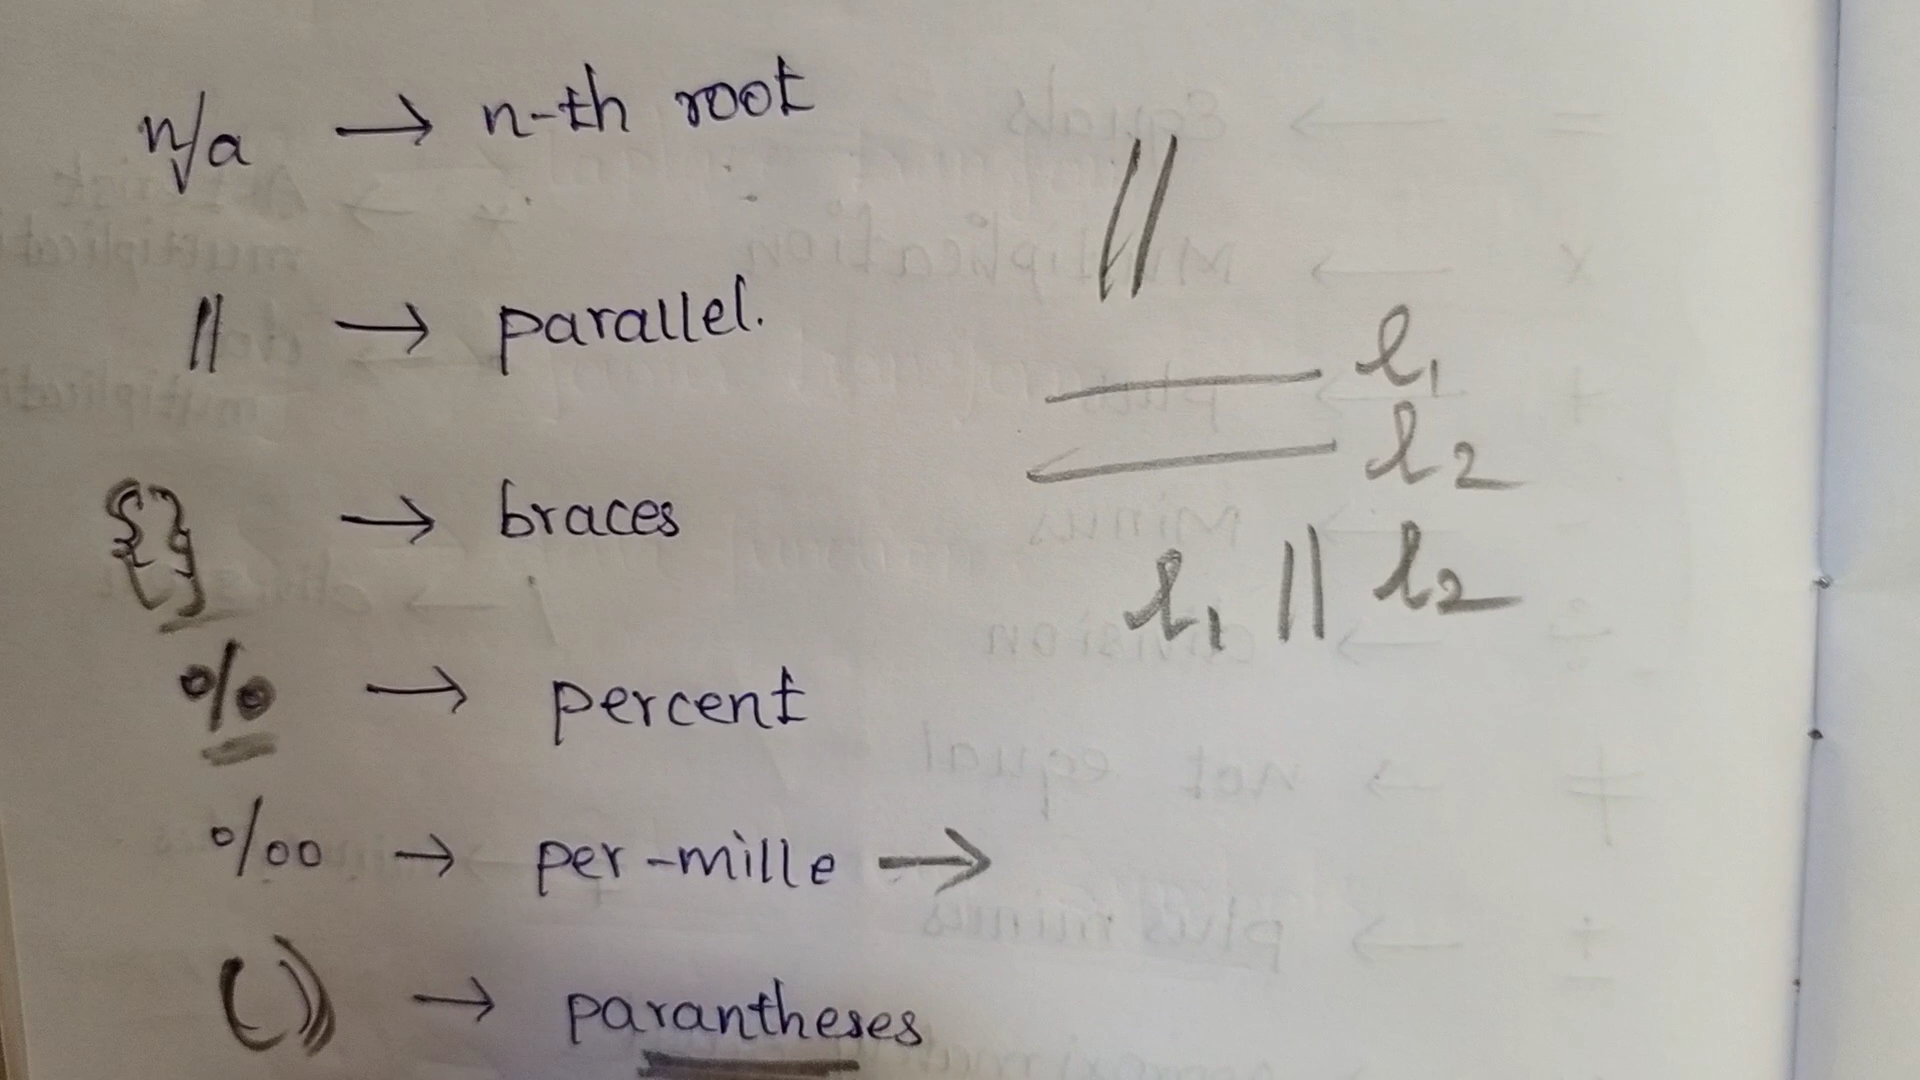 n√a → n-th root
|| → parallel.
{} → braces
% → percent
‰ → per-mille →
() → parantheses
||
l₁
l₂
l₁ || l₂